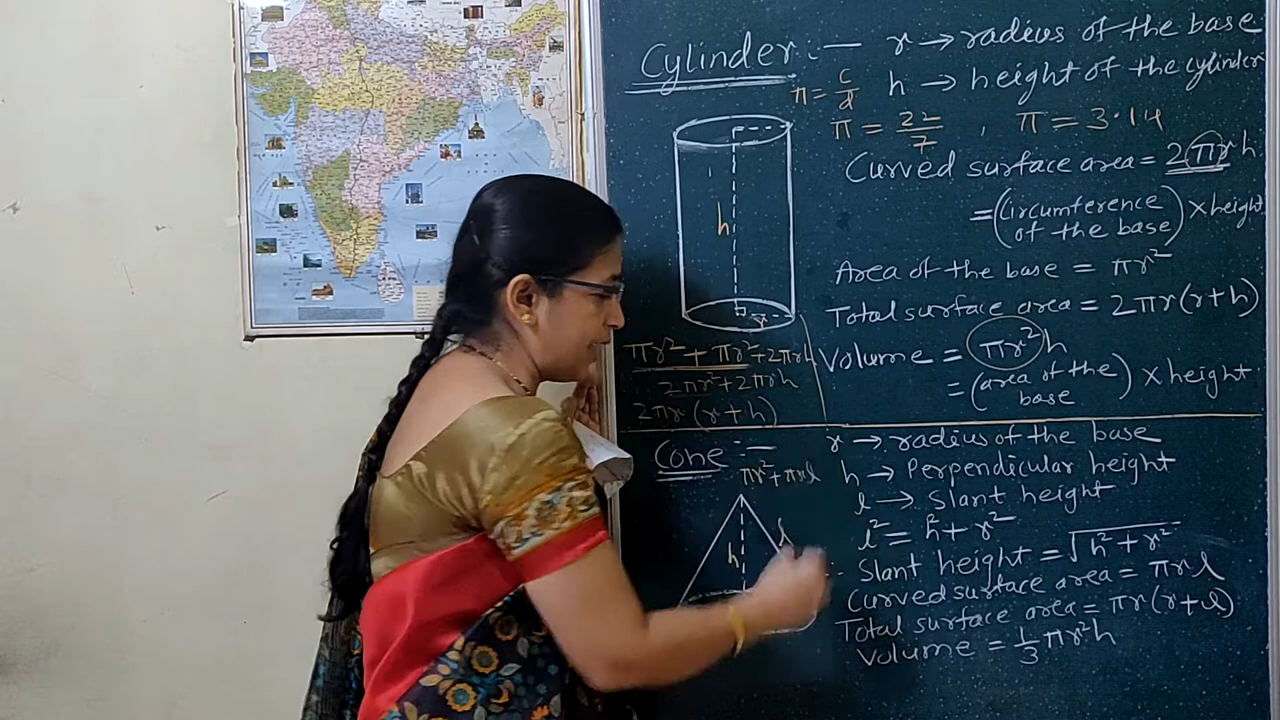 Cylinder :— r → radius of the base
π = c/d h → height of the cylinder
π = 22/7 , π = 3.14
Curved surface area = 2πrh
= (circumference of the base) × height
h
Area of the base = πr²
r
Total surface area = 2πr(r+h)
πr² + πr² + 2πrh
2πr² + 2πrh
2πr (r+h)
Volume = πr²h
= (area of the base) × height
Cone :— r → radius of the base
πr² + πrl
h → Perpendicular height
l → Slant height
l
h
l² = h² + r²
Slant height = √h² + r²
Curved surface area = πrl
Total surface area = πr(r+l)
Volume = 1/3 πr²h